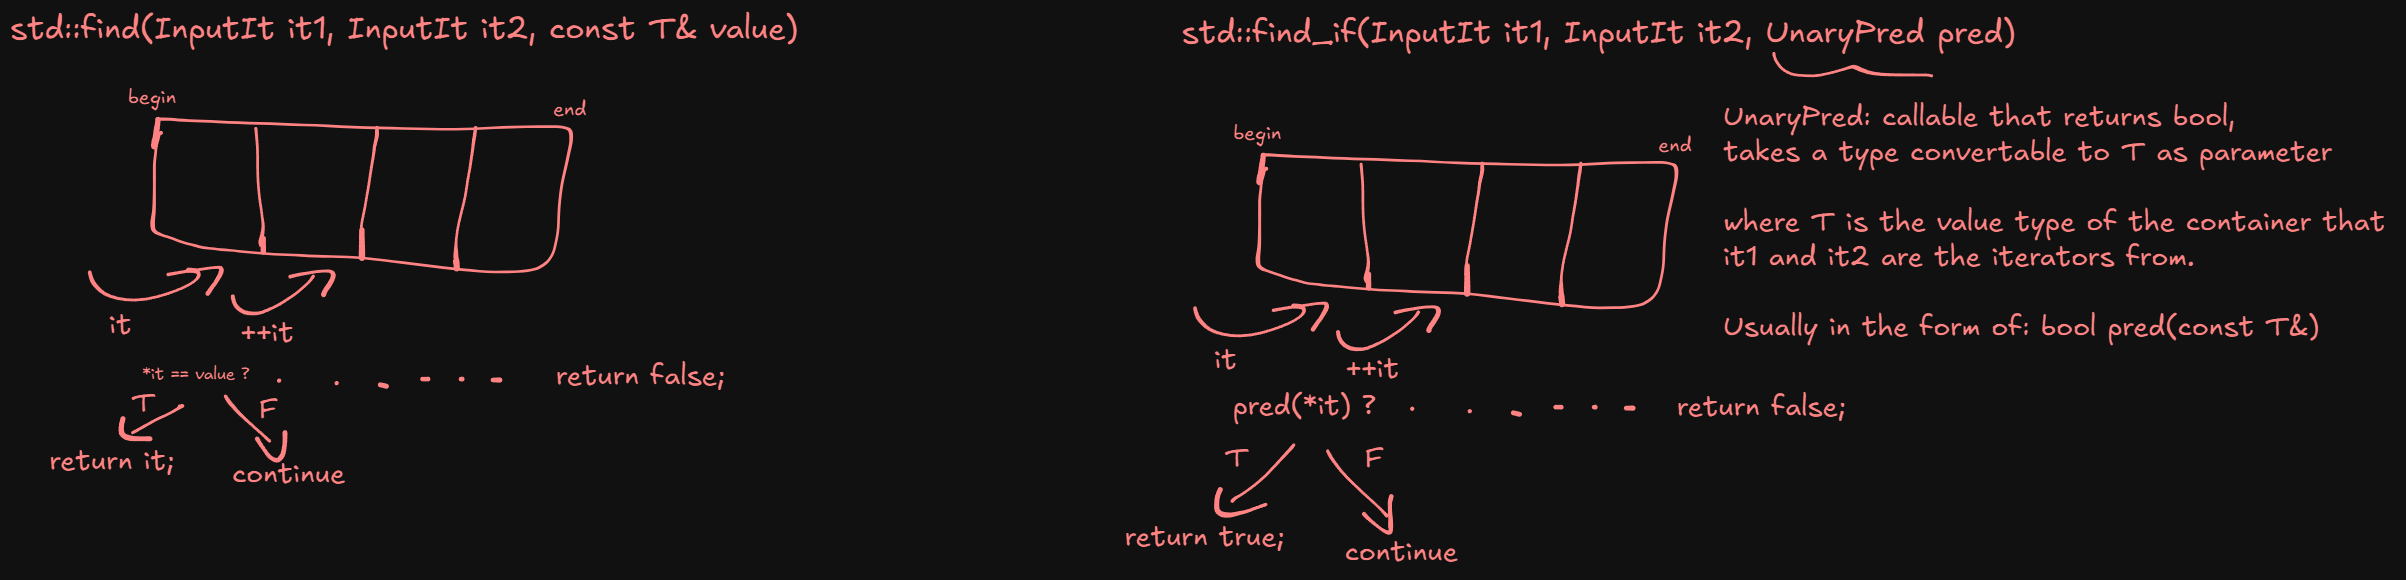 std::find(InputIt it1, InputIt it2, const T& value)
begin
end
it
++it
*it == value ?
return false;
T
F
return it;
continue
std::find_if(InputIt it1, InputIt it2, UnaryPred pred)
begin
end
it
++it
pred(*it) ?
return false;
T
F
return true;
continue
UnaryPred: callable that returns bool,
takes a type convertable to T as parameter
where T is the value type of the container that
it1 and it2 are the iterators from.
Usually in the form of: bool pred(const T&)